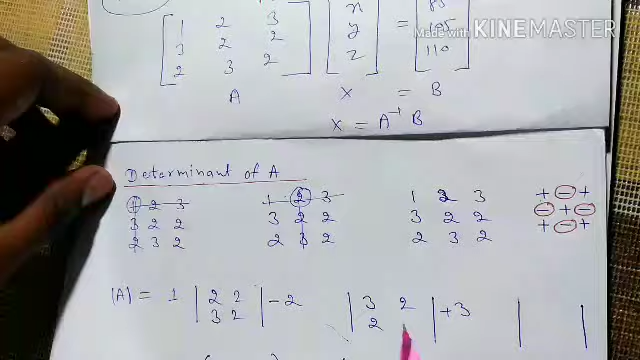 1 2 3 x 85
3 2 2 y = 105
2 3 2 z 110
Made with KINEMASTER
A X = B
X = A⁻¹ B
Determinant of A
1 2 3 1 2 3 1 2 3 + - +
3 2 2 3 2 2 3 2 2 - + -
2 3 2 2 3 2 2 3 2 + - +
|A| = 1 | 2 2 | - 2 | 3 2 | + 3 | |
3 2 2